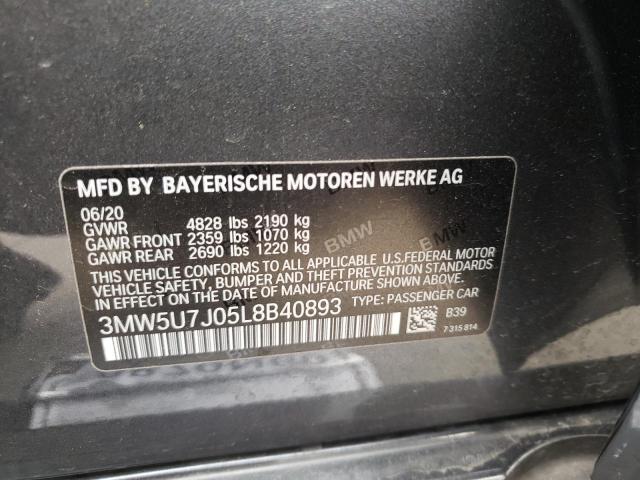 MFD BY BAYERISCHE MOTOREN WERKE AG
06/20
GVWR 4828 lbs 2190 kg
GAWR FRONT 2359 lbs 1070 kg
GAWR REAR 2690 lbs 1220 kg
THIS VEHICLE CONFORMS TO ALL APPLICABLE U.S.FEDERAL MOTOR
VEHICLE SAFETY, BUMPER AND THEFT PREVENTION STANDARDS
IN EFFECT ON THE DATE OF MANUFACTURE SHOWN ABOVE.
3MW5U7J05L8B40893 TYPE: PASSENGER CAR B39
7 315 814